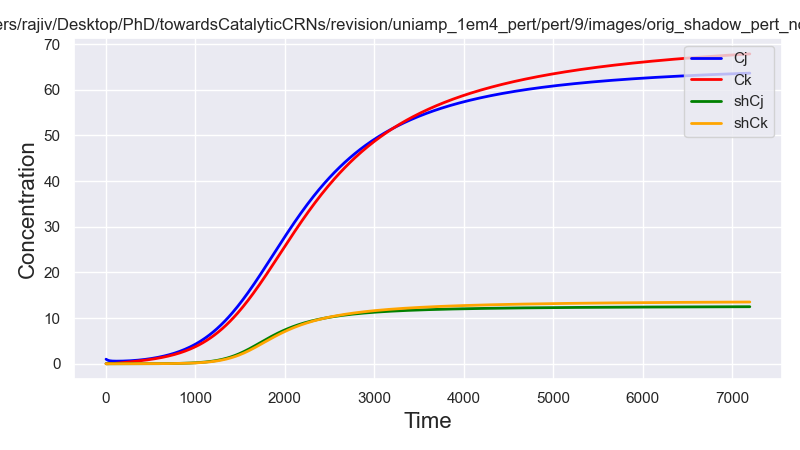 ers/rajiv/Desktop/PhD/towardsCatalyticCRNs/revision/uniamp_1em4_pert/pert/9/images/orig_shadow_pert_no
70
60
50
40
30
20
10
0
Concentration
Cj
Ck
shCj
shCk
0 1000 2000 3000 4000 5000 6000 7000
Time